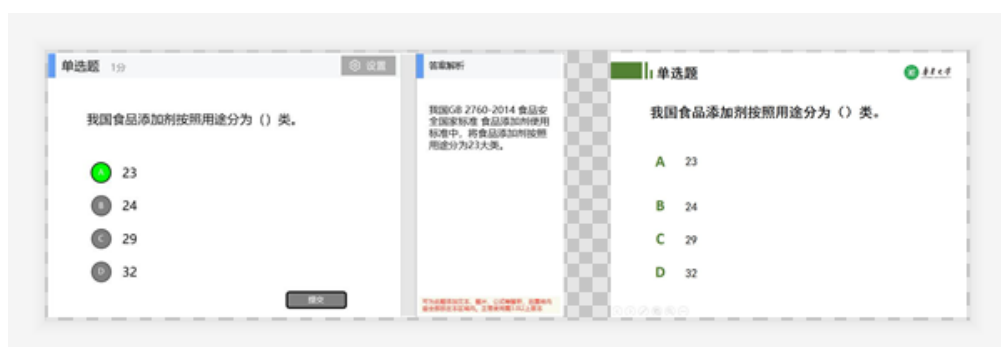 单选题 1分
设置
我国食品添加剂按照用途分为（）类。
A 23
B 24
C 29
D 32
提交
答案解析
我国GB 2760-2014 食品安
全国家标准 食品添加剂使用
标准中，将食品添加剂按照
用途分为23大类。
单选题
我国食品添加剂按照用途分为（）类。
A 23
B 24
C 29
D 32